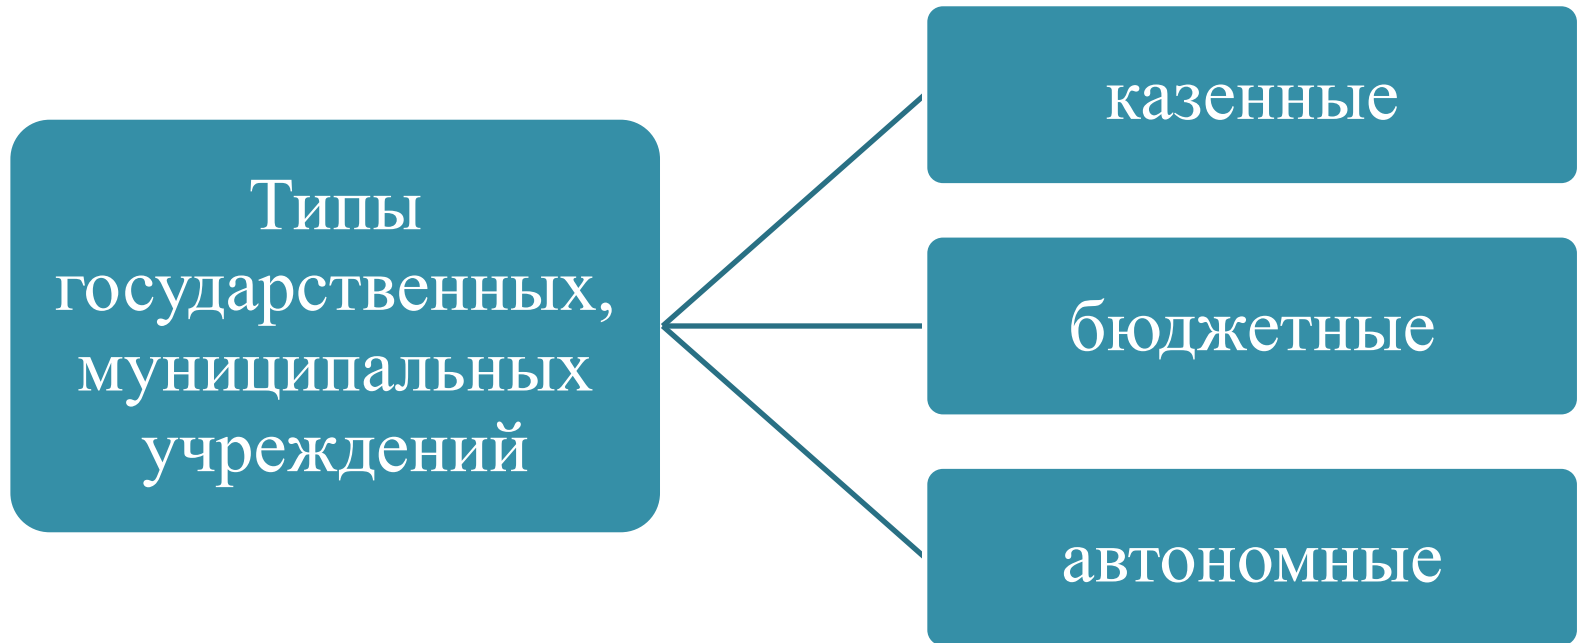 Типы
государственных,
муниципальных
учреждений
казенные
бюджетные
автономные